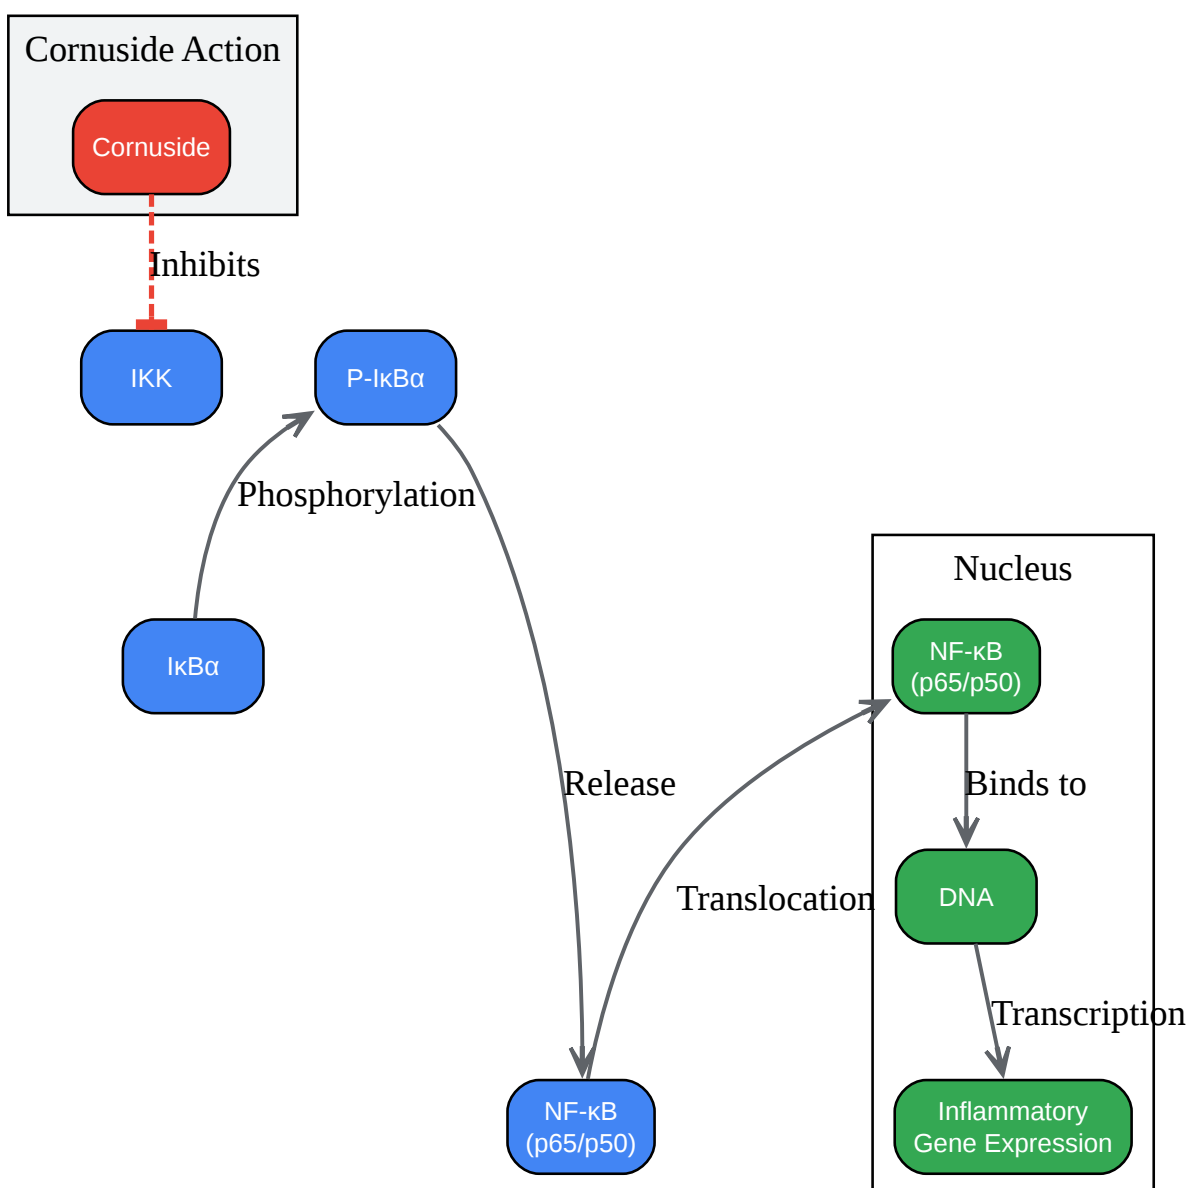 Cornuside Action
Cornuside
Inhibits
IKK
P-IκBα
Phosphorylation
IκBα
Nucleus
NF-κB
(p65/p50)
Release
Binds to
Translocation
DNA
Transcription
NF-κB
(p65/p50)
Inflammatory
Gene Expression